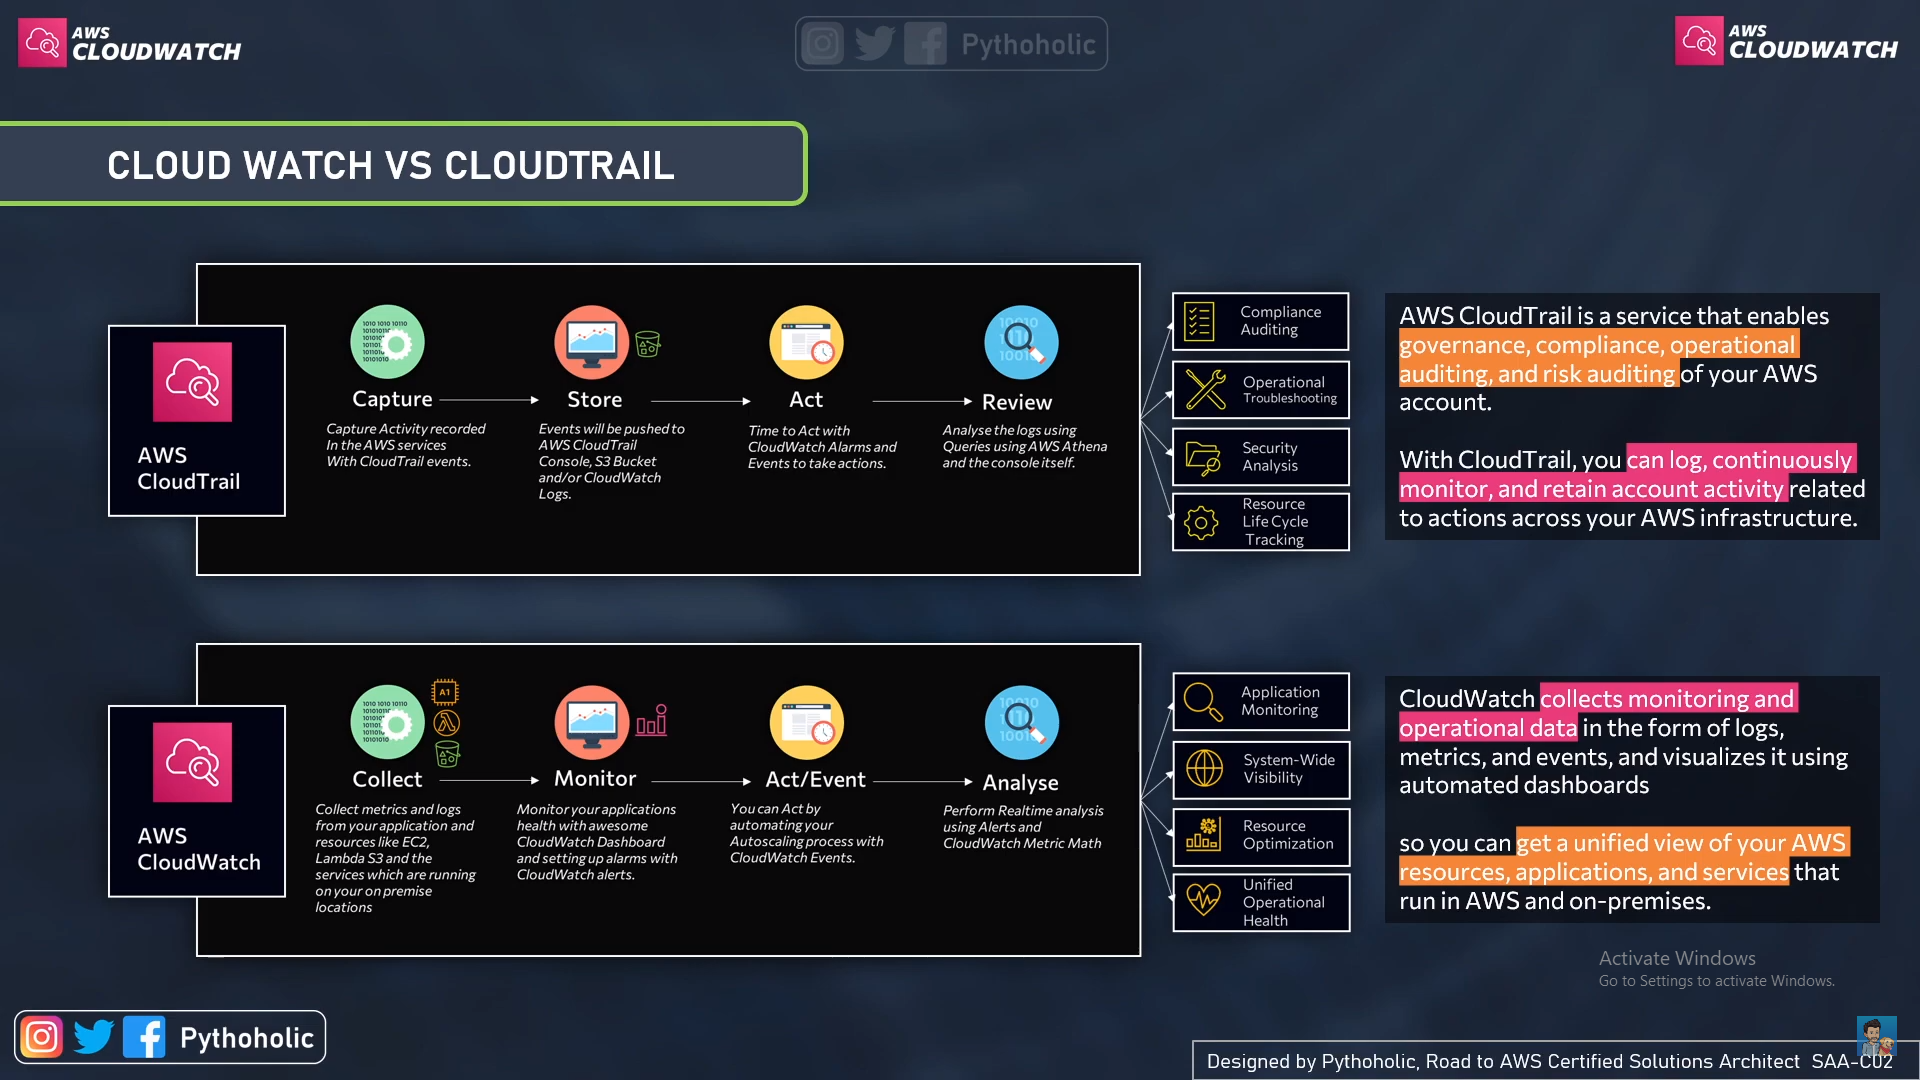 AWS
CLOUDWATCH
Pythoholic
AWS
CLOUDWATCH
CLOUD WATCH VS CLOUDTRAIL
AWS
CloudTrail
Capture
Capture Activity recorded
In the AWS services
With CloudTrail events.
Store
Events will be pushed to
AWS CloudTrail
Console, S3 Bucket
and/or CloudWatch
Logs.
Act
Time to Act with
CloudWatch Alarms and
Events to take actions.
Review
Analyse the logs using
Queries using AWS Athena
and the console itself.
Compliance
Auditing
Operational
Troubleshooting
Security
Analysis
Resource
Life Cycle
Tracking
AWS CloudTrail is a service that enables
governance, compliance, operational
auditing, and risk auditing of your AWS
account.
With CloudTrail, you can log, continuously
monitor, and retain account activity related
to actions across your AWS infrastructure.
AWS
CloudWatch
A1
Collect
Collect metrics and logs
from your application and
resources like EC2,
Lambda S3 and the
services which are running
on your on premise
locations
Monitor
Monitor your applications
health with awesome
CloudWatch Dashboard
and setting up alarms with
CloudWatch alerts.
Act/Event
You can Act by
automating your
Autoscaling process with
CloudWatch Events.
Analyse
Perform Realtime analysis
using Alerts and
CloudWatch Metric Math
Application
Monitoring
System-Wide
Visibility
Resource
Optimization
Unified
Operational
Health
CloudWatch collects monitoring and
operational data in the form of logs,
metrics, and events, and visualizes it using
automated dashboards
so you can get a unified view of your AWS
resources, applications, and services that
run in AWS and on-premises.
Activate Windows
Go to Settings to activate Windows.
Pythoholic
Designed by Pythoholic, Road to AWS Certified Solutions Architect SAA-C02